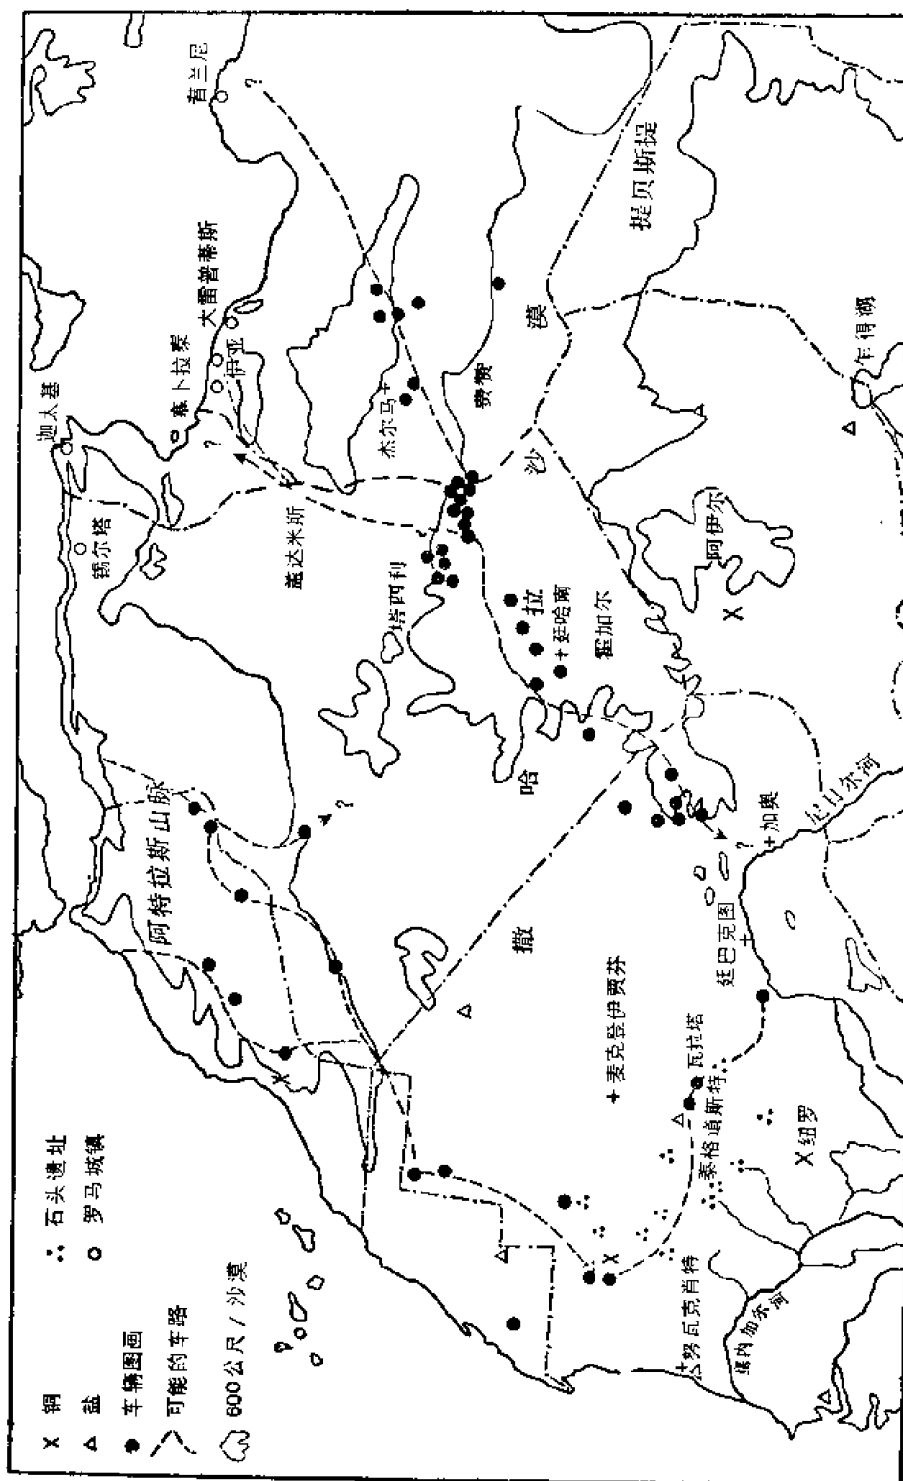 X 铜
△ 盐
● 车辆图画
可能的车路
600公尺/沙漠
石头遗址
○ 罗马城镇
阿特拉斯山脉
锡尔塔
迦太基
塞卜拉泰
伊亚
大雷普蒂斯
昔兰尼
?
?
?
?
盖达米斯
杰尔马
塔西利
费赞
提贝斯提
撒
哈
拉
沙
漠
廷哈南
霍加尔
阿伊尔
乍得湖
尼日尔河
加奥
廷巴克图
麦克登伊贾芬
瓦拉塔
泰格道斯特
纽罗
努瓦克肖特
塞内加尔河